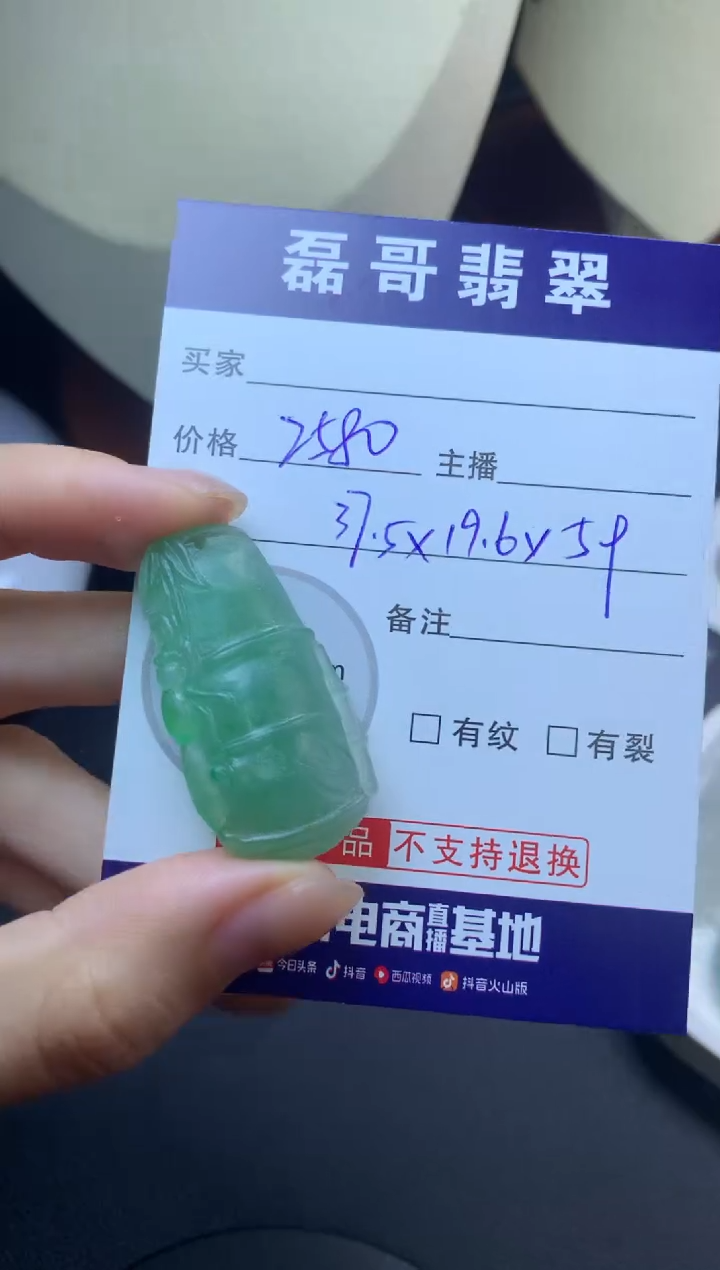 磊哥翡翠
买家
价格 2580 主播
37.5x19.6x59
备注
有纹 有裂
品 不支持退换
电商直播基地
今日头条 抖音 西瓜视频 抖音火山版